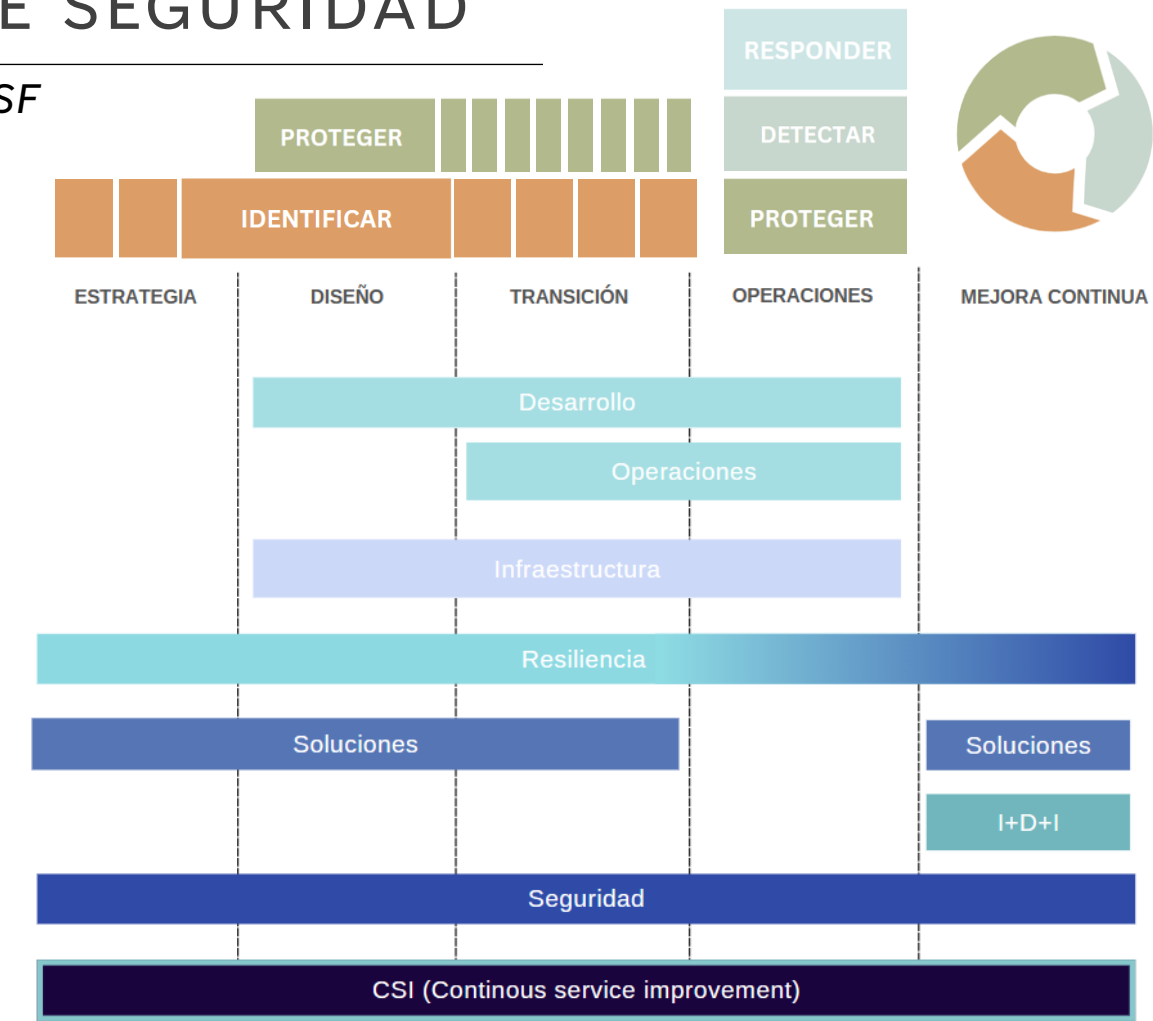 E SEGURIDAD
SF
RESPONDER
PROTEGER
DETECTAR
IDENTIFICAR
PROTEGER
ESTRATEGIA
DISEÑO
TRANSICIÓN
OPERACIONES
MEJORA CONTINUA
Desarrollo
Operaciones
Infraestructura
Resiliencia
Soluciones
Soluciones
I+D+I
Seguridad
CSI (Continous service improvement)